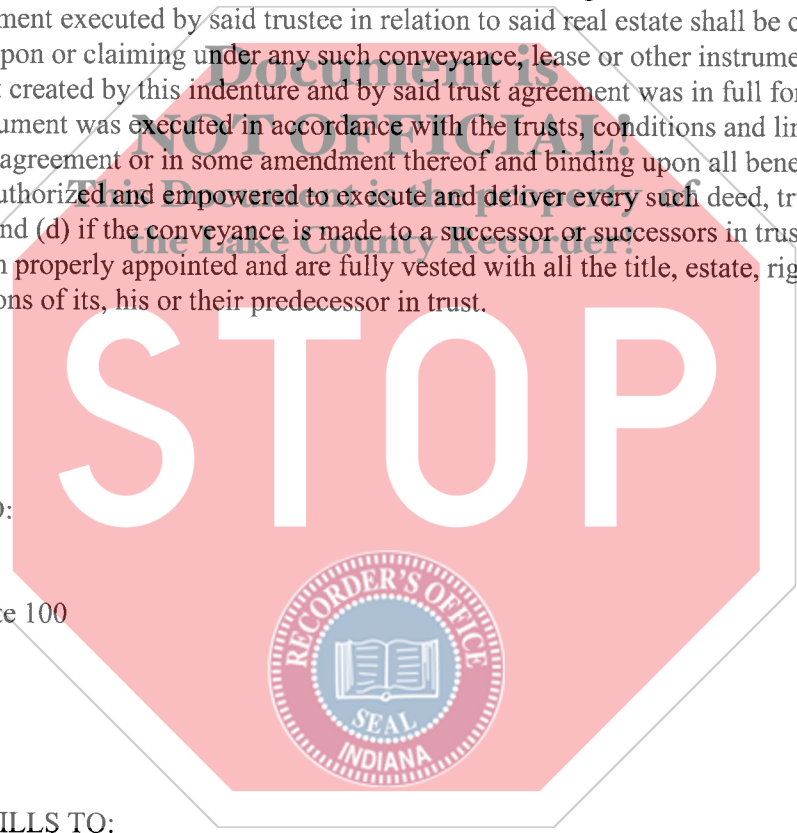 ment executed by said trustee in relation to said real estate shall be c
pon or claiming under any such conveyance, lease or other instrume
t created by this indenture and by said trust agreement was in full for
ument was executed in accordance with the trusts, conditions and lim
agreement or in some amendment thereof and binding upon all bene
uthorized and empowered to execute and deliver every such deed, tr
nd (d) if the conveyance is made to a successor or successors in trus
n properly appointed and are fully vested with all the title, estate, rig
ons of its, his or their predecessor in trust.
Document is
NOT OFFICIAL!
This Document is the property of
the Lake County Recorder!
STOP
O:
te 100
RECORDER'S OFFICE
SEAL
INDIANA
ILLS TO: